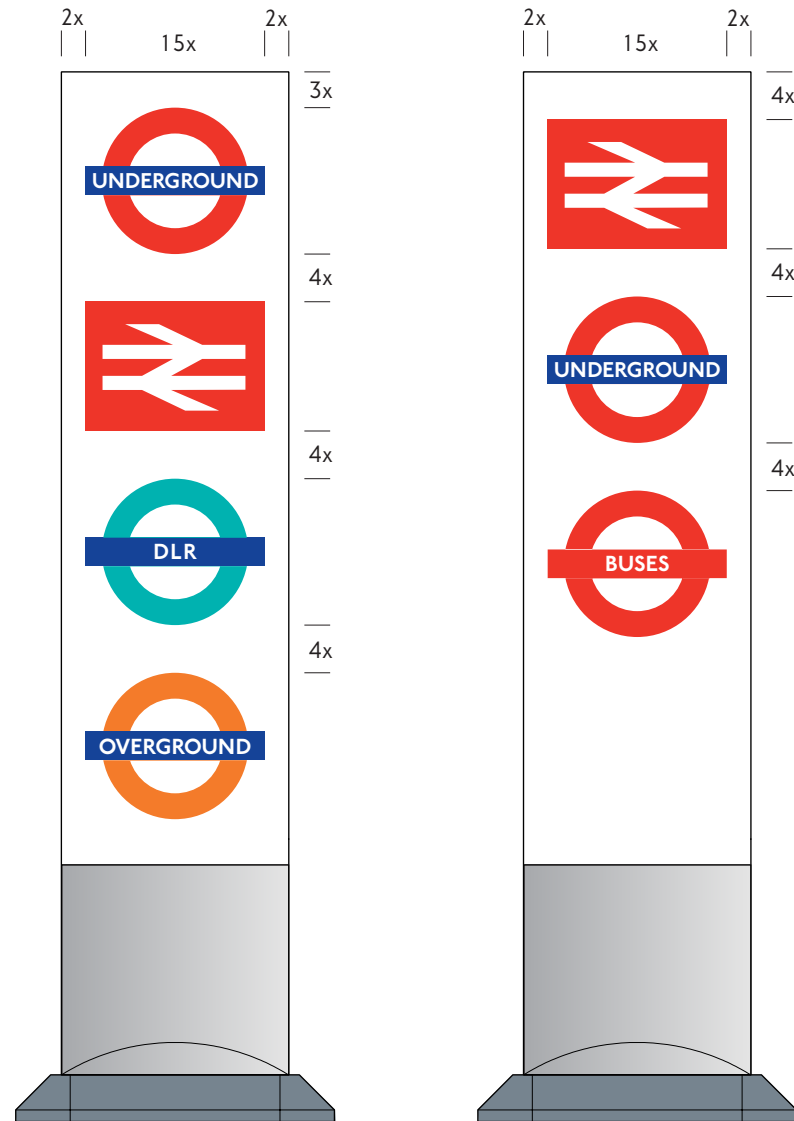 2x 2x 2x 2x
15x 15x
3x
4x
UNDERGROUND
4x
4x
UNDERGROUND
4x
4x
DLR
BUSES
4x
OVERGROUND